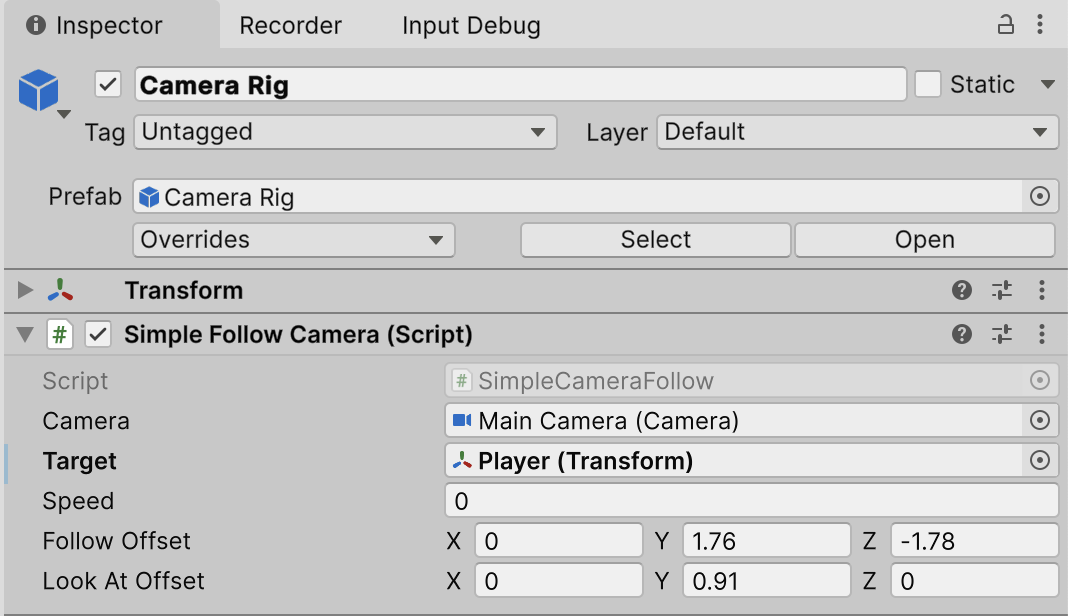 Inspector Recorder Input Debug
Camera Rig Static
Tag Untagged Layer Default
Prefab Camera Rig
Overrides Select Open
Transform
# Simple Follow Camera (Script)
Script # SimpleCameraFollow
Camera Main Camera (Camera)
Target Player (Transform)
Speed 0
Follow Offset X 0 Y 1.76 Z -1.78
Look At Offset X 0 Y 0.91 Z 0